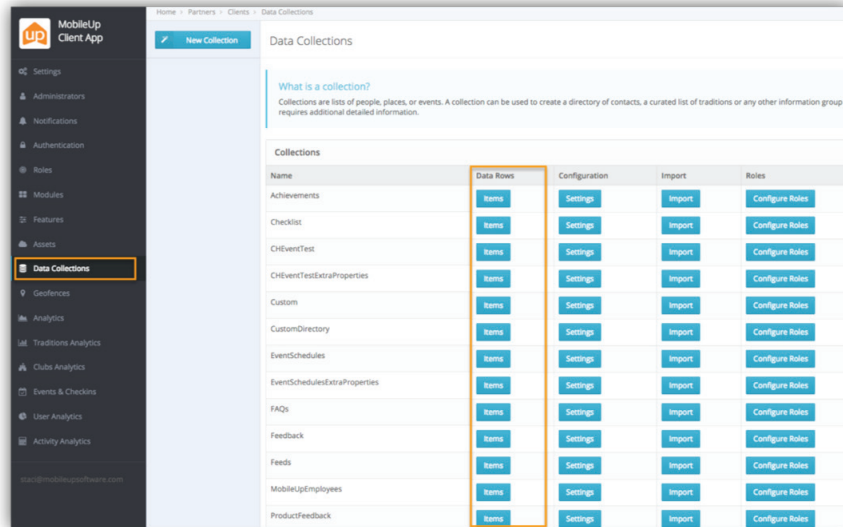 Home > Partners > Clients > Data Collections
up
MobileUp
Client App
Settings
Administrators
Notifications
Authentication
Roles
Modules
Features
Assets
Data Collections
Geofences
Analytics
Traditions Analytics
Clubs Analytics
Events & Checkins
User Analytics
Activity Analytics
staci@mobileupsoftware.com
New Collection
Data Collections
What is a collection?
Collections are lists of people, places, or events. A collection can be used to create a directory of contacts, a curated list of traditions or any other information group
requires additional detailed information.
Collections
Name Data Rows Configuration Import Roles
Achievements Items Settings Import Configure Roles
Checklist Items Settings Import Configure Roles
CHEventTest Items Settings Import Configure Roles
CHEventTestExtraProperties Items Settings Import Configure Roles
Custom Items Settings Import Configure Roles
CustomDirectory Items Settings Import Configure Roles
EventSchedules Items Settings Import Configure Roles
EventSchedulesExtraProperties Items Settings Import Configure Roles
FAQs Items Settings Import Configure Roles
Feedback Items Settings Import Configure Roles
Feeds Items Settings Import Configure Roles
MobileUpEmployees Items Settings Import Configure Roles
ProductFeedback Items Settings Import Configure Roles